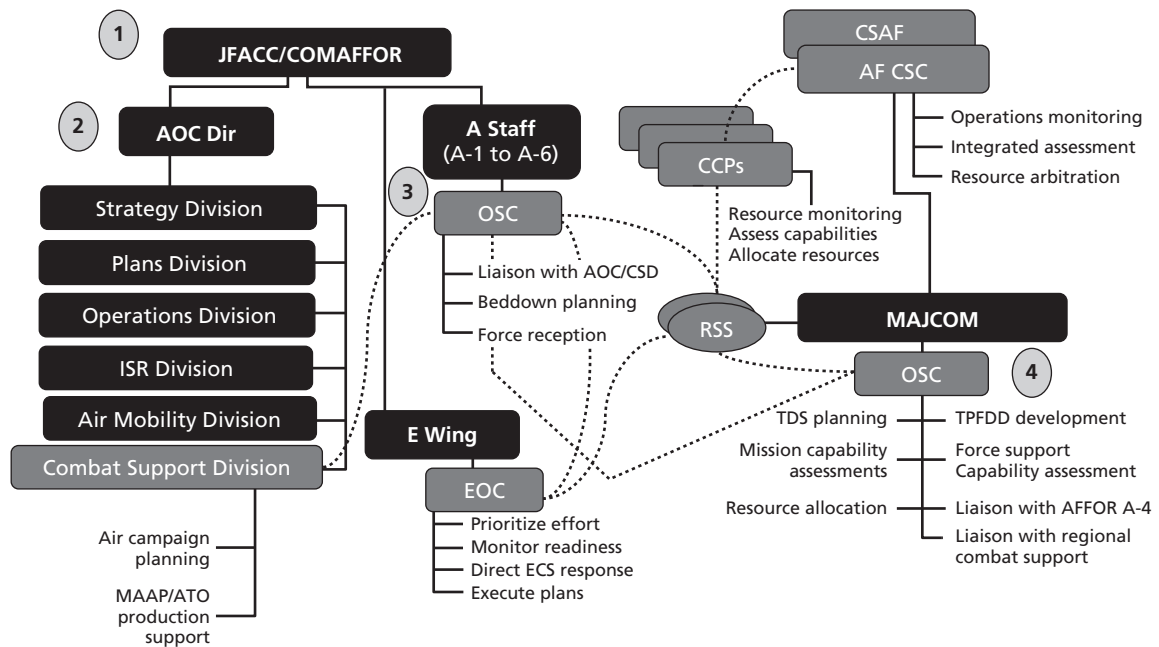 1
JFACC/COMAFFOR
2
AOC Dir
Strategy Division
Plans Division
Operations Division
ISR Division
Air Mobility Division
Combat Support Division
Air campaign
planning
MAAP/ATO
production
support
A Staff
(A-1 to A-6)
3
OSC
Liaison with AOC/CSD
Beddown planning
Force reception
E Wing
EOC
Prioritize effort
Monitor readiness
Direct ECS response
Execute plans
CSAF
AF CSC
Operations monitoring
Integrated assessment
Resource arbitration
CCPs
Resource monitoring
Assess capabilities
Allocate resources
RSS
MAJCOM
OSC
4
TDS planning
Mission capability
assessments
Resource allocation
TPFDD development
Force support
Capability assessment
Liaison with AFFOR A-4
Liaison with regional
combat support